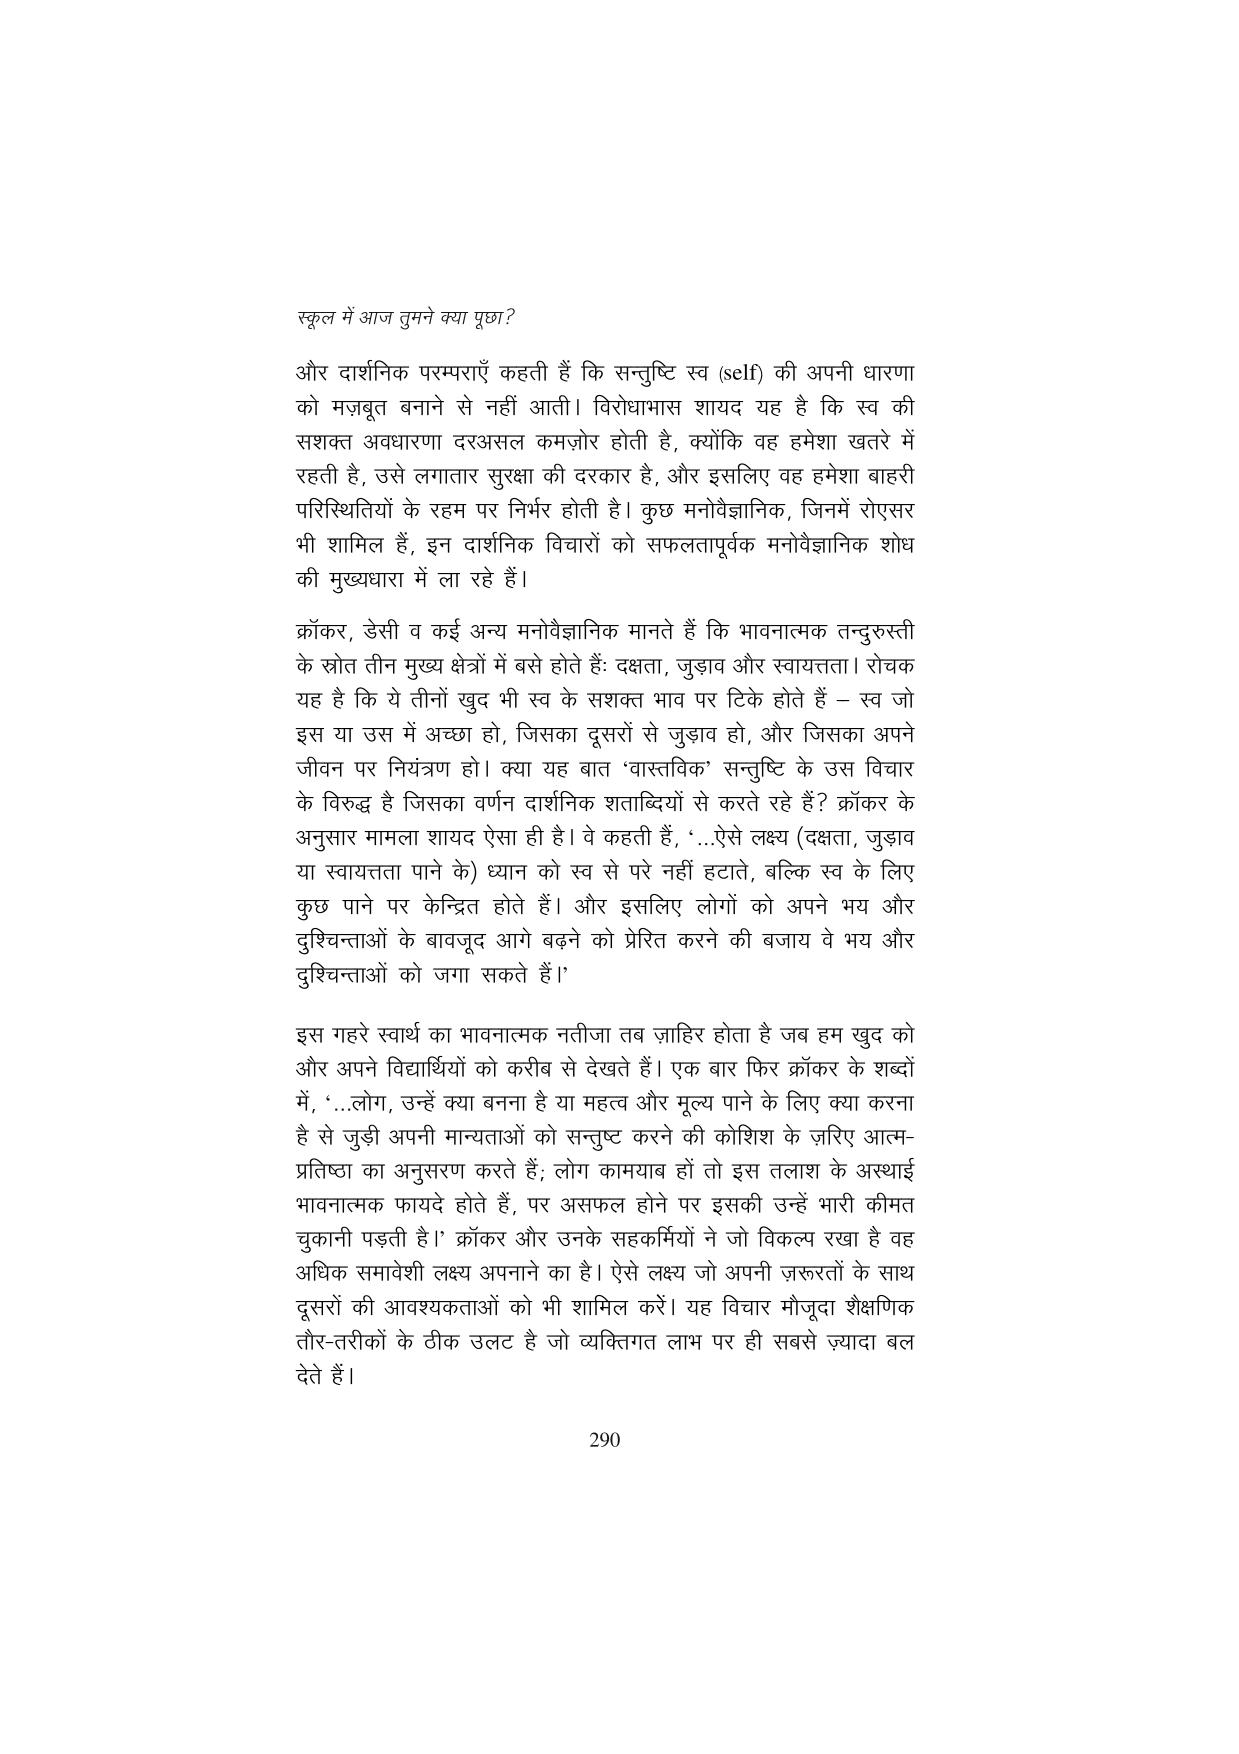 स्कूल में आज तुमने क्या पूछा?
और दार्शनिक परम्पराएँ कहती हैं कि सन्तुष्टि स्व (self) की अपनी धारणा
को मज़बूत बनाने से नहीं आती। विरोधाभास शायद यह है कि स्व की
सशक्त अवधारणा दरअसल कमज़ोर होती है, क्योंकि वह हमेशा खतरे में
रहती है, उसे लगातार सुरक्षा की दरकार है, और इसलिए वह हमेशा बाहरी
परिस्थितियों के रहम पर निर्भर होती है। कुछ मनोवैज्ञानिक, जिनमें रोएसर
भी शामिल हैं, इन दार्शनिक विचारों को सफलतापूर्वक मनोवैज्ञानिक शोध
की मुख्यधारा में ला रहे हैं।
क्रॉकर, डेसी व कई अन्य मनोवैज्ञानिक मानते हैं कि भावनात्मक तन्दुरुस्ती
के स्रोत तीन मुख्य क्षेत्रों में बसे होते हैंः दक्षता, जुड़ाव और स्वायत्तता। रोचक
यह है कि ये तीनों खुद भी स्व के सशक्त भाव पर टिके होते हैं – स्व जो
इस या उस में अच्छा हो, जिसका दूसरों से जुड़ाव हो, और जिसका अपने
जीवन पर नियंत्रण हो। क्या यह बात ‘वास्तविक’ सन्तुष्टि के उस विचार
के विरुद्ध है जिसका वर्णन दार्शनिक शताब्दियों से करते रहे हैं? क्रॉकर के
अनुसार मामला शायद ऐसा ही है। वे कहती हैं, ‘...ऐसे लक्ष्य (दक्षता, जुड़ाव
या स्वायत्तता पाने के) ध्यान को स्व से परे नहीं हटाते, बल्कि स्व के लिए
कुछ पाने पर केन्द्रित होते हैं। और इसलिए लोगों को अपने भय और
दुश्चिन्ताओं के बावजूद आगे बढ़ने को प्रेरित करने की बजाय वे भय और
दुश्चिन्ताओं को जगा सकते हैं।’
इस गहरे स्वार्थ का भावनात्मक नतीजा तब ज़ाहिर होता है जब हम खुद को
और अपने विद्यार्थियों को करीब से देखते हैं। एक बार फिर क्रॉकर के शब्दों
में, ‘...लोग, उन्हें क्या बनना है या महत्व और मूल्य पाने के लिए क्या करना
है से जुड़ी अपनी मान्यताओं को सन्तुष्ट करने की कोशिश के ज़रिए आत्म-
प्रतिष्ठा का अनुसरण करते हैं; लोग कामयाब हों तो इस तलाश के अस्थाई
भावनात्मक फायदे होते हैं, पर असफल होने पर इसकी उन्हें भारी कीमत
चुकानी पड़ती है।’ क्रॉकर और उनके सहकर्मियों ने जो विकल्प रखा है वह
अधिक समावेशी लक्ष्य अपनाने का है। ऐसे लक्ष्य जो अपनी ज़रूरतों के साथ
दूसरों की आवश्यकताओं को भी शामिल करें। यह विचार मौजूदा शैक्षणिक
तौर-तरीकों के ठीक उलट है जो व्यक्तिगत लाभ पर ही सबसे ज़्यादा बल
देते हैं।
290